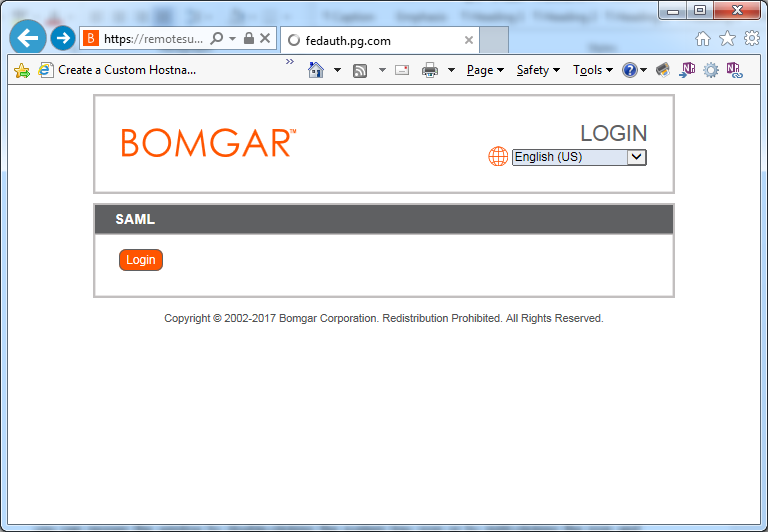 https://remotesu...
fedauth.pg.com
Create a Custom Hostna...
»
Page
Safety
Tools
»
BOMGAR™
LOGIN
English (US)
SAML
Login
Copyright © 2002-2017 Bomgar Corporation. Redistribution Prohibited. All Rights Reserved.